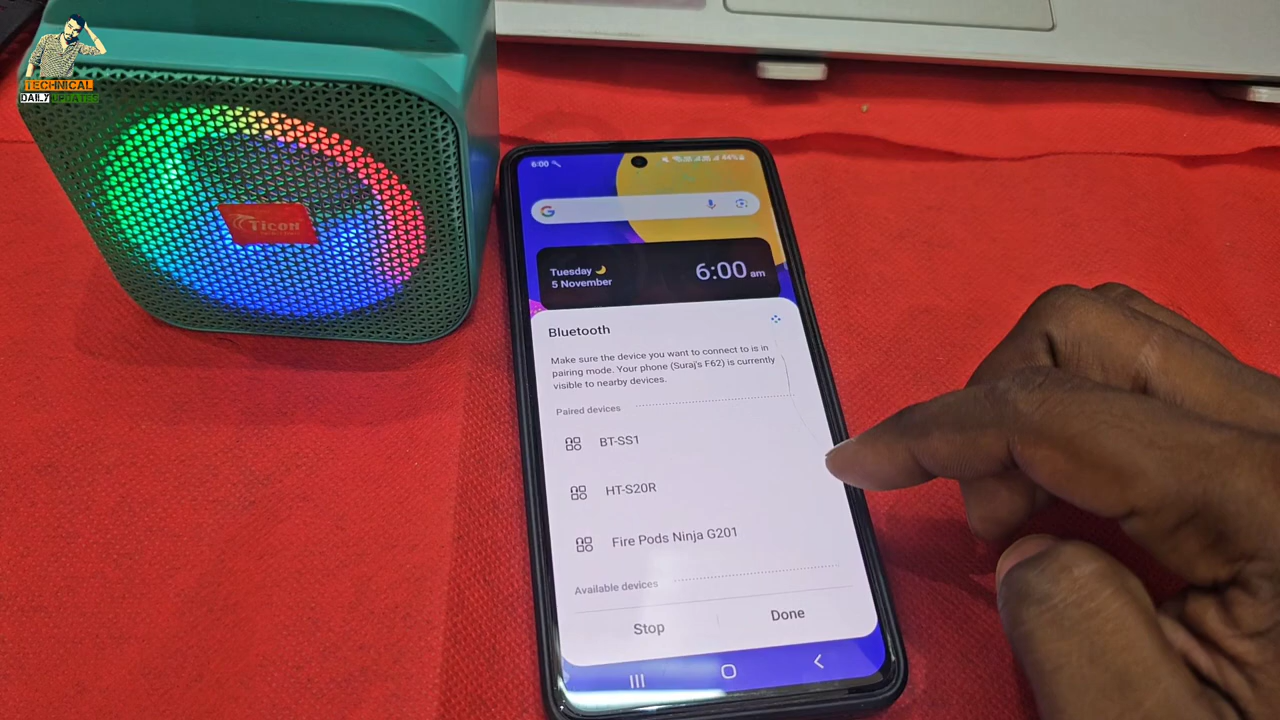 TECHNICAL
DAILY UPDATES
TICON
6:00
44%
G
Tuesday
5 November
6:00 am
Bluetooth
Make sure the device you want to connect to is in
pairing mode. Your phone (Suraj's F62) is currently
visible to nearby devices.
Paired devices
BT-SS1
HT-S20R
Fire Pods Ninja G201
Available devices
Stop
Done